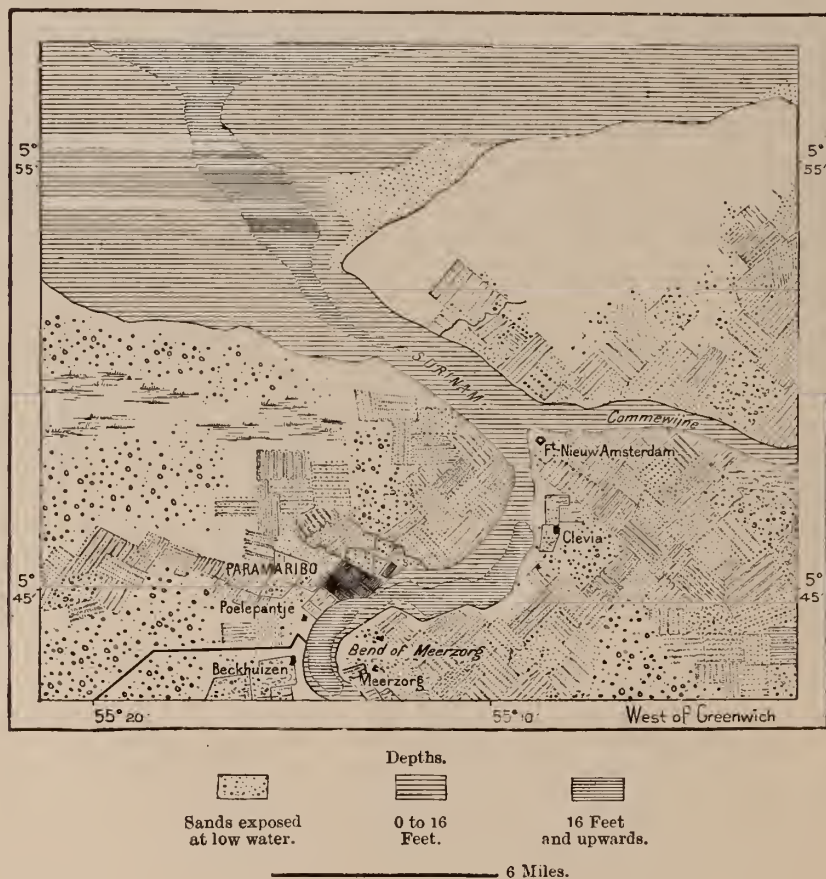 5°
55'
5°
55'
SURINAM
Commewijne
Ft. Nieuw Amsterdam
Clevia
PARAMARIBO
5°
45'
5°
45'
Poelepantje
Bend of Meerzorg
Beckhuizen
Meerzorg
55° 20'
55° 10'
West of Greenwich
Depths.
Sands exposed
at low water.
0 to 16
Feet.
16 Feet
and upwards.
6 Miles.